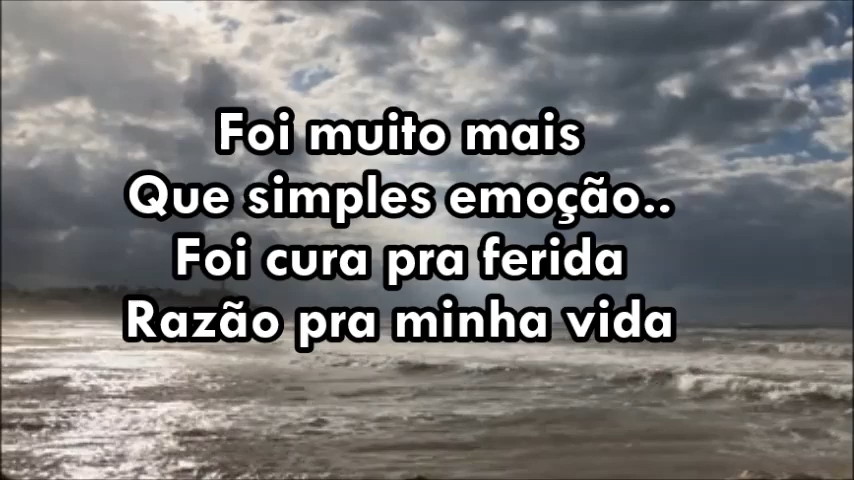 Foi muito mais
Que simples emoção..
Foi cura pra ferida
Razão pra minha vida